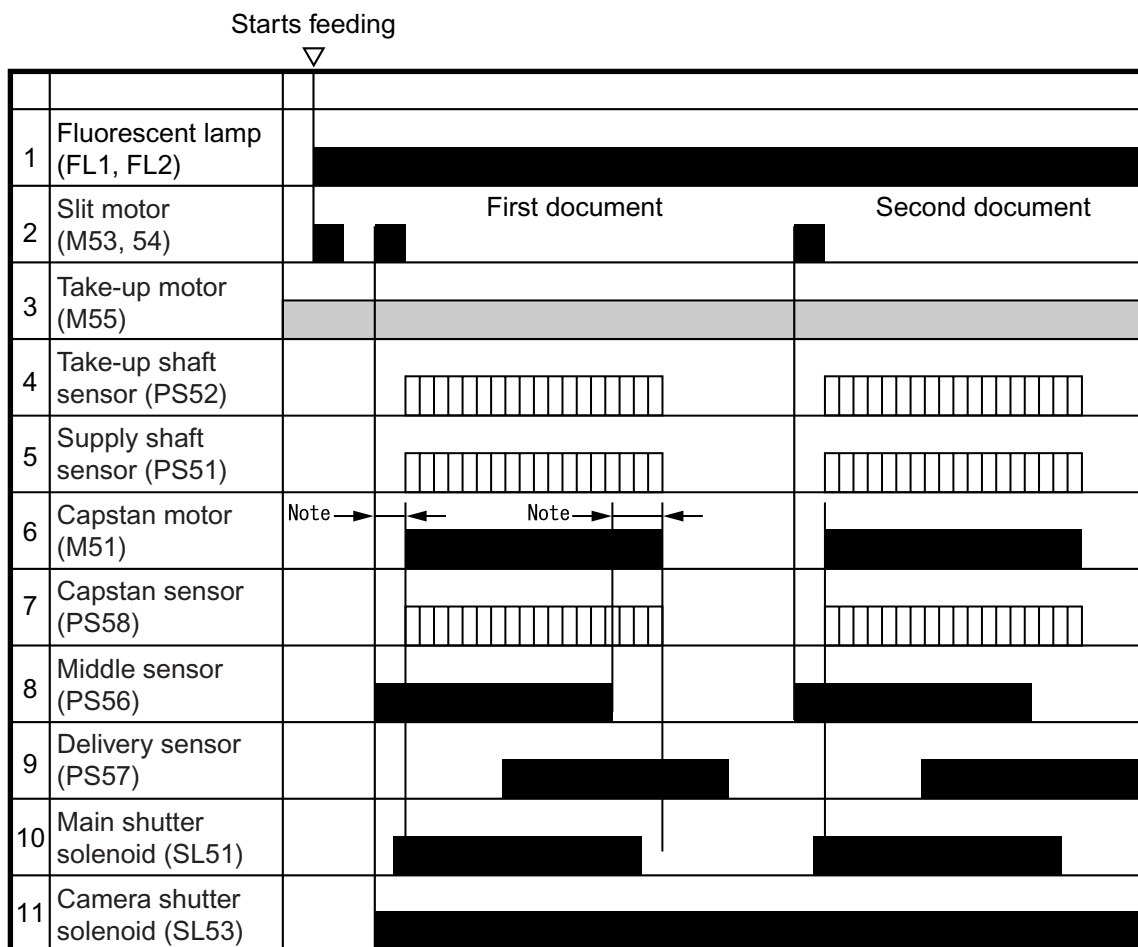 Starts feeding
1
Fluorescent lamp
(FL1, FL2)
2
Slit motor
(M53, 54)
First document
Second document
3
Take-up motor
(M55)
4
Take-up shaft
sensor (PS52)
5
Supply shaft
sensor (PS51)
6
Capstan motor
(M51)
Note
Note
7
Capstan sensor
(PS58)
8
Middle sensor
(PS56)
9
Delivery sensor
(PS57)
10
Main shutter
solenoid (SL51)
11
Camera shutter
solenoid (SL53)